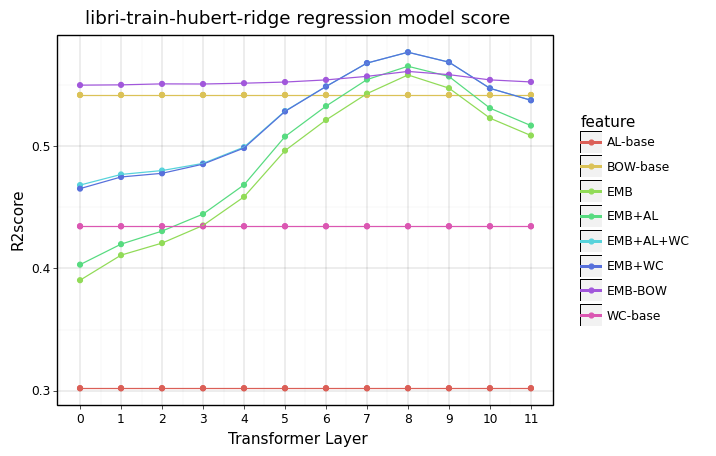 libri-train-hubert-ridge regression model score
R2score
0.5
0.4
0.3
0 1 2 3 4 5 6 7 8 9 10 11
Transformer Layer
feature
AL-base
BOW-base
EMB
EMB+AL
EMB+AL+WC
EMB+WC
EMB-BOW
WC-base